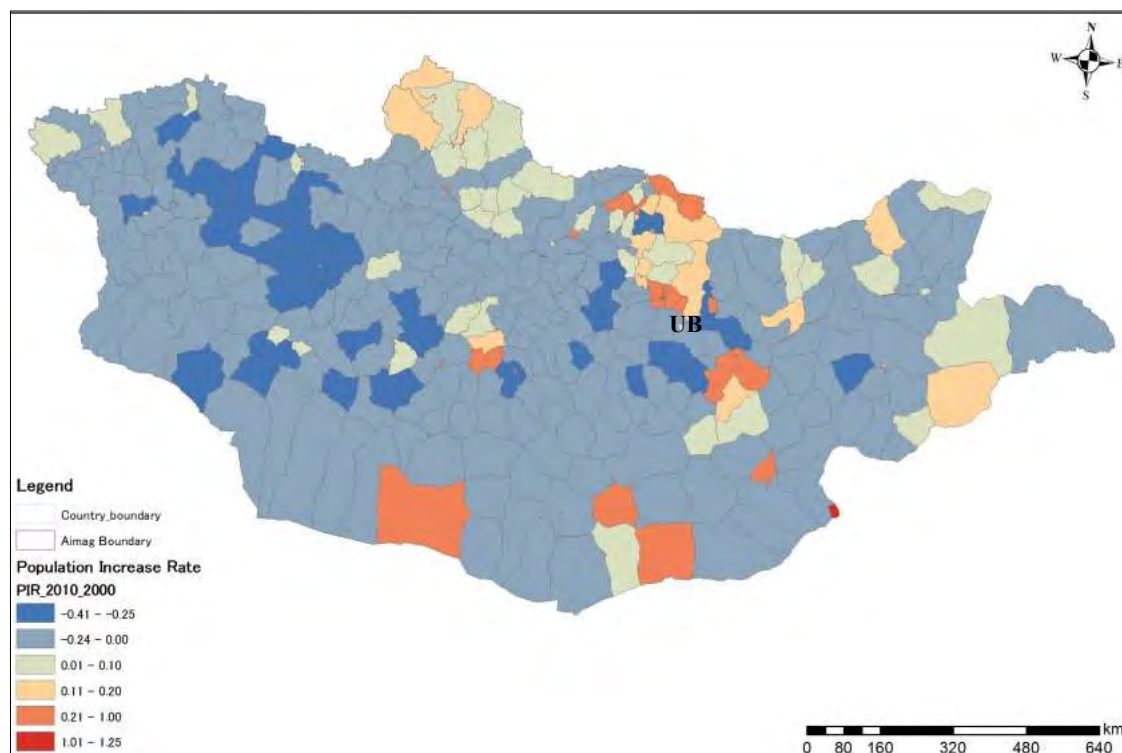 N
W E
S
UB
Legend
Country_boundary
Aimag Boundary
Population Increase Rate
PIR_2010_2000
-0.41 - -0.25
-0.24 - 0.00
0.01 - 0.10
0.11 - 0.20
0.21 - 1.00
1.01 - 1.25
km
0 80 160 320 480 640